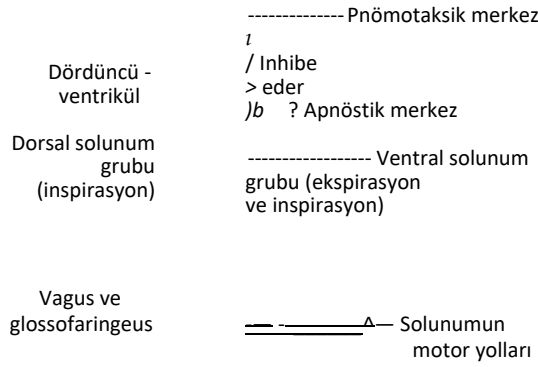 -------------- Pnömotaksik merkez
ı
/ Inhibe
> eder
)b ? Apnöstik merkez
Dördüncü -
ventrikül
Dorsal solunum
grubu
(inspirasyon)
------------------ Ventral solunum
grubu (ekspirasyon
ve inspirasyon)
Vagus ve
glossofaringeus
— - ^— Solunumun
motor yolları